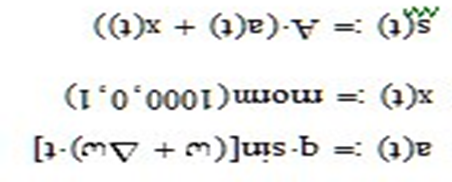 a(t) := q·sin[(ω + Δω)·t]
x(t) := rnorm(1000,0,1)
s(t) := A·(a(t) + x(t))